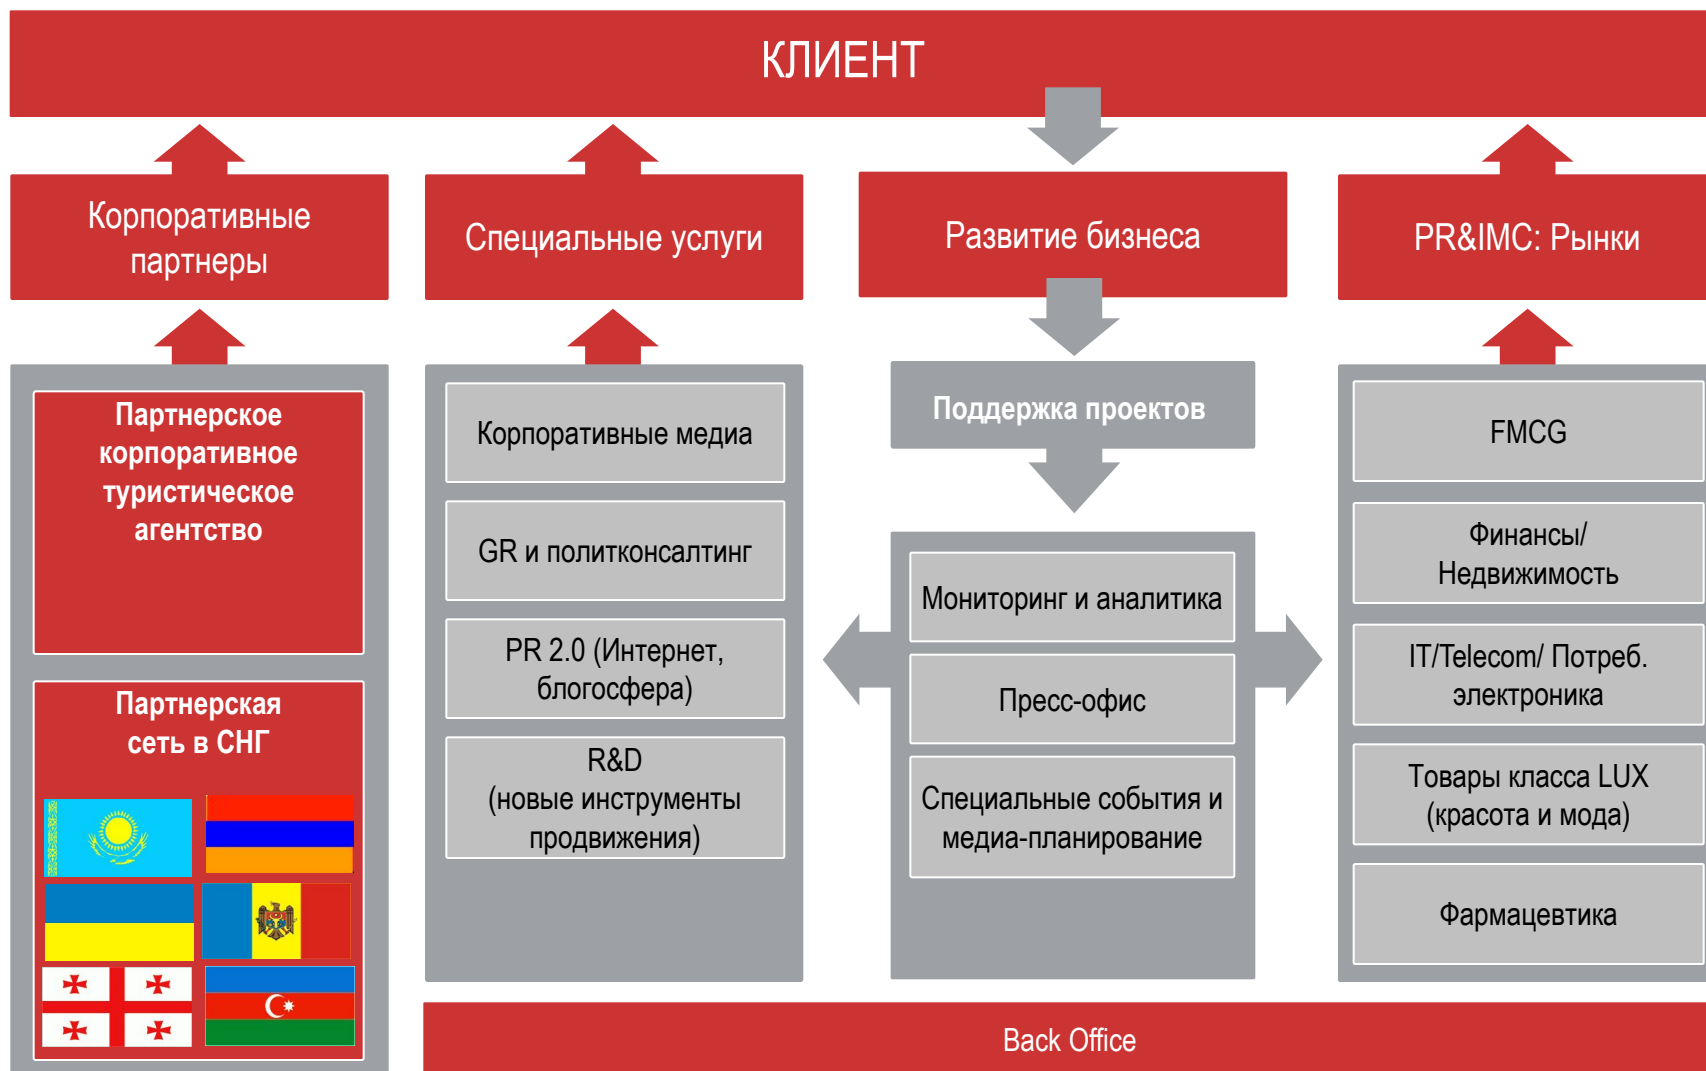 КЛИЕНТ
Корпоративные
партнеры
Специальные услуги
Развитие бизнеса
PR&IMC: Рынки
Партнерское
корпоративное
туристическое
агентство
Партнерская
сеть в СНГ
Корпоративные медиа
GR и политконсалтинг
PR 2.0 (Интернет,
блогосфера)
R&D
(новые инструменты
продвижения)
Поддержка проектов
Мониторинг и аналитика
Пресс-офис
Специальные события и
медиа-планирование
FMCG
Финансы/
Недвижимость
IT/Telecom/ Потреб.
электроника
Товары класса LUX
(красота и мода)
Фармацевтика
Back Office